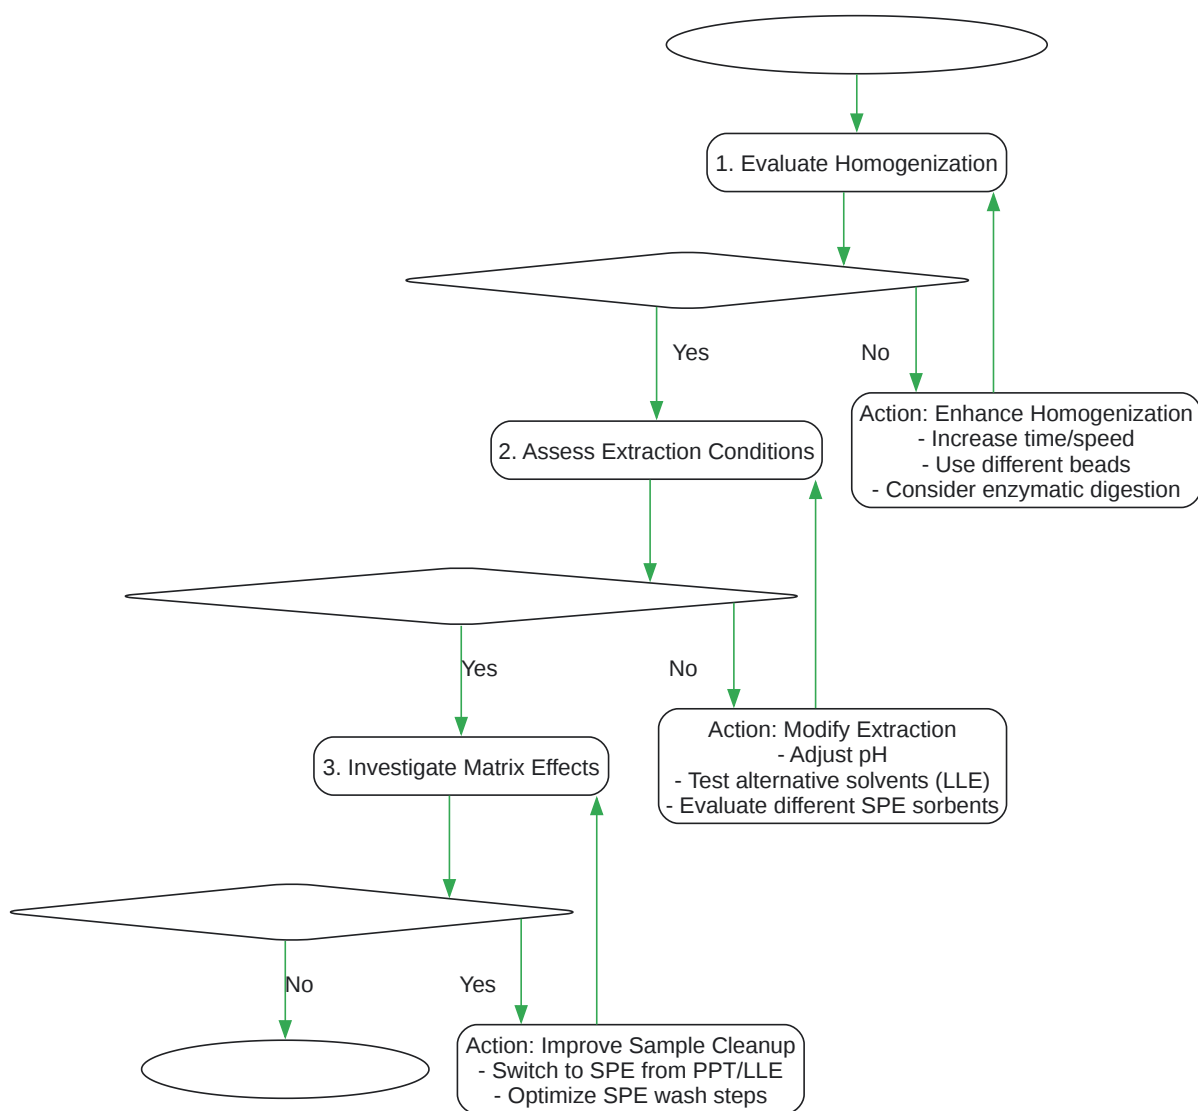 1. Evaluate Homogenization
Yes
No
Action: Enhance Homogenization
- Increase time/speed
- Use different beads
- Consider enzymatic digestion
2. Assess Extraction Conditions
Yes
No
Action: Modify Extraction
- Adjust pH
- Test alternative solvents (LLE)
- Evaluate different SPE sorbents
3. Investigate Matrix Effects
No
Yes
Action: Improve Sample Cleanup
- Switch to SPE from PPT/LLE
- Optimize SPE wash steps